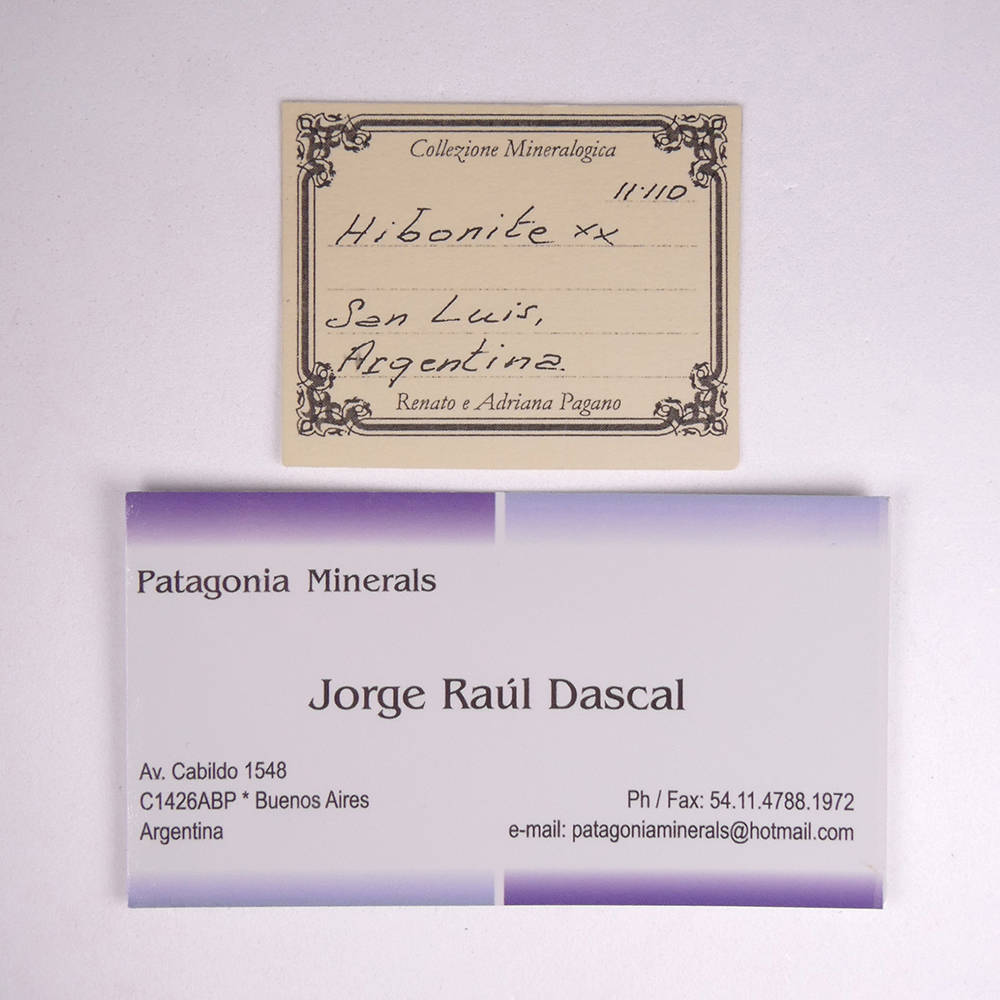 Collezione Mineralogica
11.110
Hibonite xx
San Luis,
Argentina.
Renato e Adriana Pagano
Patagonia Minerals
Jorge Raúl Dascal
Av. Cabildo 1548
C1426ABP * Buenos Aires
Argentina
Ph / Fax: 54.11.4788.1972
e-mail: patagoniaminerals@hotmail.com